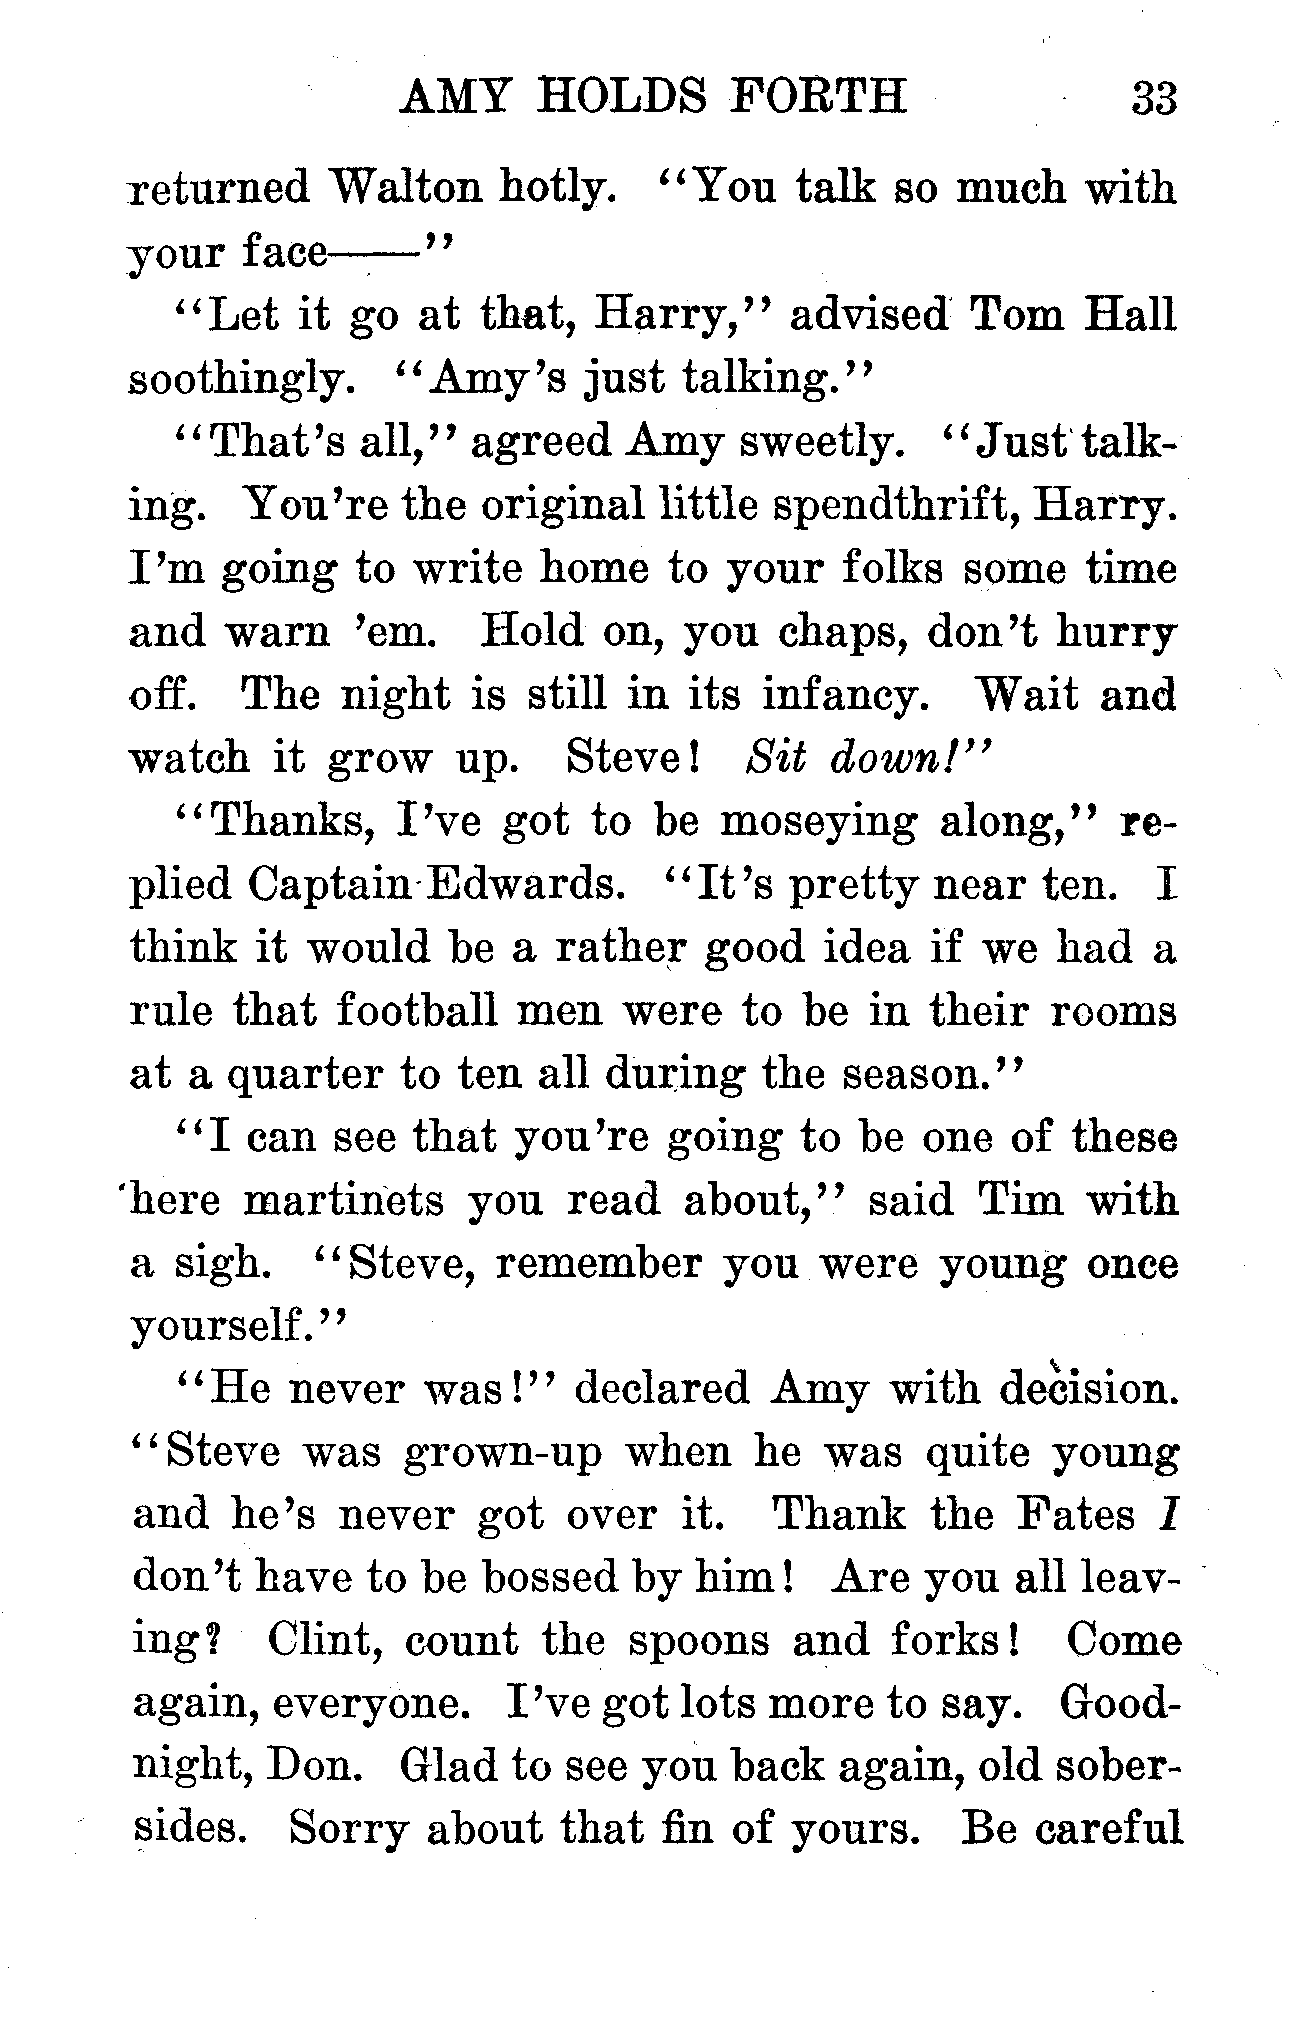 AMY HOLDS FORTH 33
returned Walton hotly. "You talk so much with
your face——"
"Let it go at that, Harry," advised Tom Hall
soothingly. "Amy's just talking."
"That's all," agreed Amy sweetly. "Just talk-
ing. You're the original little spendthrift, Harry.
I'm going to write home to your folks some time
and warn 'em. Hold on, you chaps, don't hurry
off. The night is still in its infancy. Wait and
watch it grow up. Steve! Sit down!"
"Thanks, I've got to be moseying along," re-
plied Captain Edwards. "It's pretty near ten. I
think it would be a rather good idea if we had a
rule that football men were to be in their rooms
at a quarter to ten all during the season."
"I can see that you're going to be one of these
'here martinets you read about," said Tim with
a sigh. "Steve, remember you were young once
yourself."
"He never was!" declared Amy with decision.
"Steve was grown-up when he was quite young
and he's never got over it. Thank the Fates I
don't have to be bossed by him! Are you all leav-
ing? Clint, count the spoons and forks! Come
again, everyone. I've got lots more to say. Good-
night, Don. Glad to see you back again, old sober-
sides. Sorry about that fin of yours. Be careful